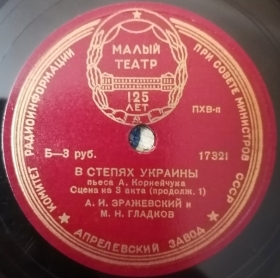 КОМИТЕТ РАДИОИНФОРМАЦИИ ПРИ СОВЕТЕ МИНИСТРОВ СССР
МАЛЫЙ
ТЕАТР
125
ЛЕТ
ПХВ-а
Б—3 руб.
17321
В СТЕПЯХ УКРАИНЫ
пьеса А. Корнейчука
Сцена из 3 акта (продолж. 1)
А. И. ЗРАЖЕВСКИЙ и
М. Н. ГЛАДКОВ
АПРЕЛЕВСКИЙ ЗАВОД